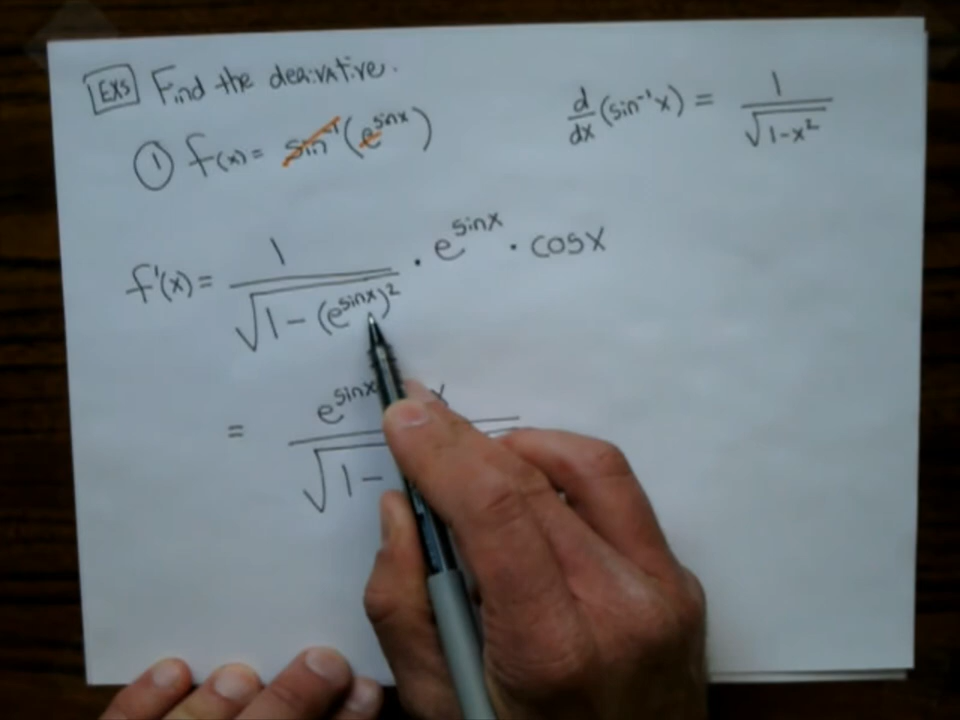 EXS Find the derivative.
① f(x) = sin⁻¹(e^sinx)
d/dx (sin⁻¹x) = 1/√(1-x²)
f'(x) = 1/√(1-(e^sinx)²) · e^sinx · cosx
= e^sinx x/√(1-